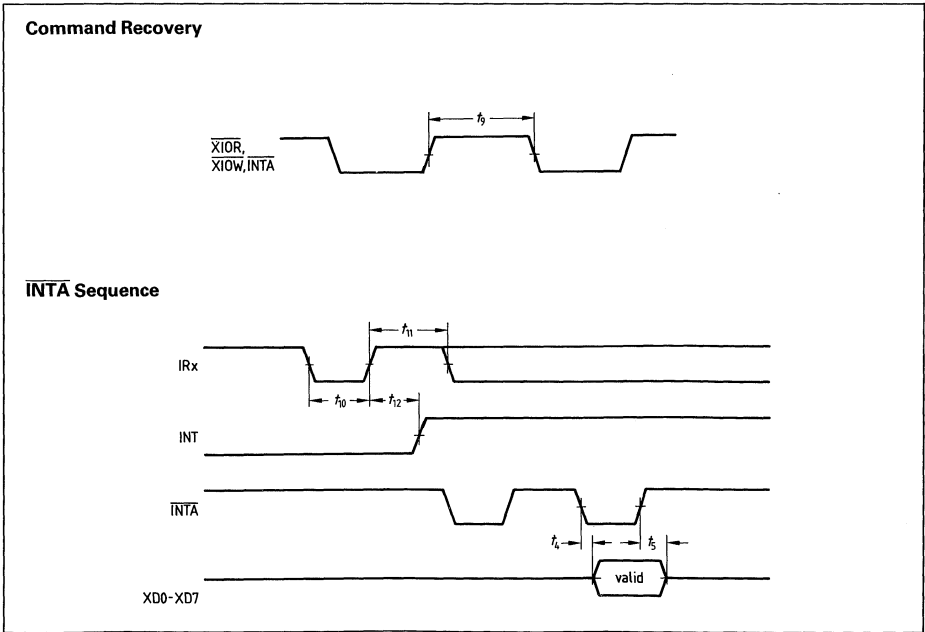 Command Recovery
t9
XIOR,
XIOW, INTA
INTA Sequence
t11
IRx
t10 t12
INT
INTA
t4 t5
valid
XD0-XD7